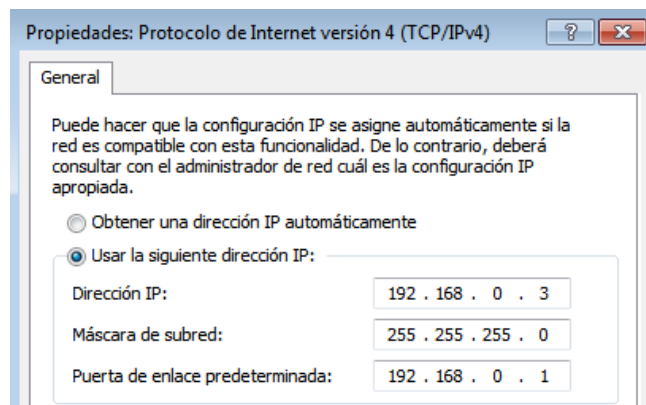 Propiedades: Protocolo de Internet versión 4 (TCP/IPv4)
General
Puede hacer que la configuración IP se asigne automáticamente si la
red es compatible con esta funcionalidad. De lo contrario, deberá
consultar con el administrador de red cuál es la configuración IP
apropiada.
Obtener una dirección IP automáticamente
Usar la siguiente dirección IP:
Dirección IP: 192 . 168 . 0 . 3
Máscara de subred: 255 . 255 . 255 . 0
Puerta de enlace predeterminada: 192 . 168 . 0 . 1